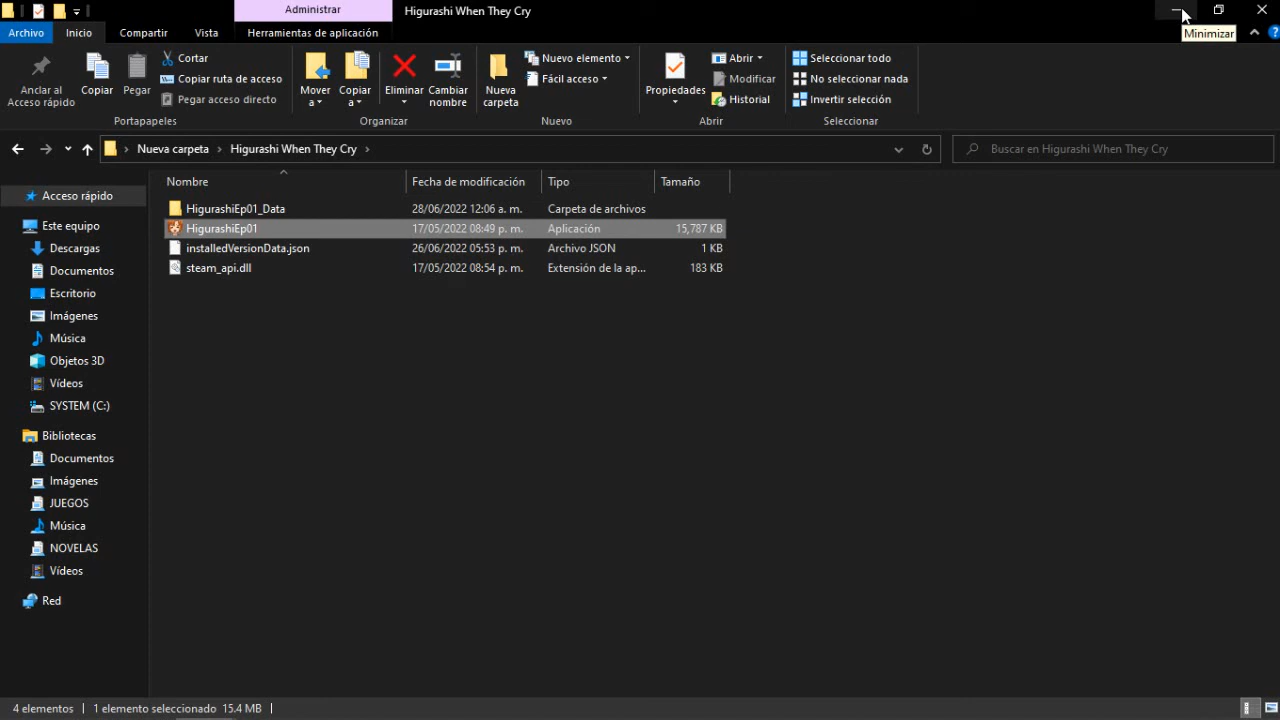 Administrar
Higurashi When They Cry
Minimizar
Archivo
Inicio
Compartir
Vista
Herramientas de aplicación
Anclar al
Acceso rápido
Copiar
Pegar
Cortar
Copiar ruta de acceso
Pegar acceso directo
Portapapeles
Mover
a
Copiar
a
Eliminar
Cambiar
nombre
Organizar
Nueva
carpeta
Nuevo elemento
Fácil acceso
Nuevo
Propiedades
Abrir
Modificar
Historial
Abrir
Seleccionar todo
No seleccionar nada
Invertir selección
Seleccionar
Nueva carpeta
Higurashi When They Cry
Buscar en Higurashi When They Cry
Nombre Fecha de modificación Tipo Tamaño
HigurashiEp01_Data 28/06/2022 12:06 a. m. Carpeta de archivos
HigurashiEp01 17/05/2022 08:49 p. m. Aplicación 15,787 KB
installedVersionData.json 26/06/2022 05:53 p. m. Archivo JSON 1 KB
steam_api.dll 17/05/2022 08:54 p. m. Extensión de la ap... 183 KB
Acceso rápido
Este equipo
Descargas
Documentos
Escritorio
Imágenes
Música
Objetos 3D
Vídeos
SYSTEM (C:)
Bibliotecas
Documentos
Imágenes
JUEGOS
Música
NOVELAS
Vídeos
Red
4 elementos
1 elemento seleccionado 15.4 MB